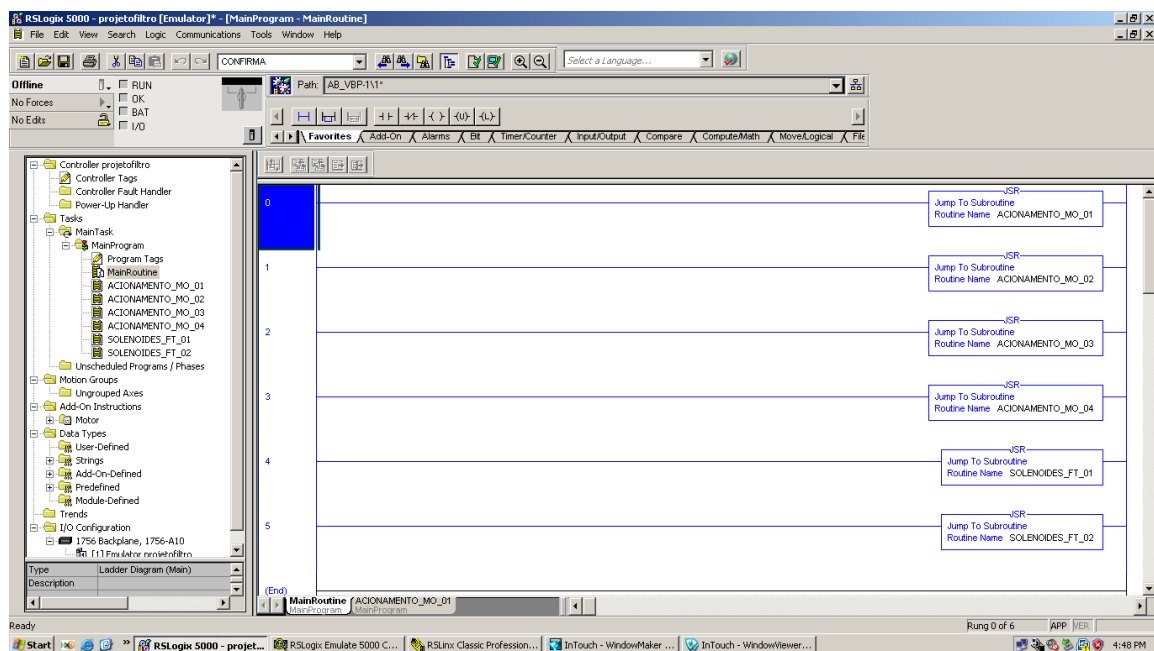 RSLogix 5000 - projetofiltro [Emulator]* - [MainProgram - MainRoutine]
File Edit View Search Logic Communications Tools Window Help
CONFIRMA
Select a Language...
Offline
RUN
No Forces
OK
BAT
No Edits
I/O
Path: AB_VBP-1\1*
Favorites Add-On Alarms Bit Timer/Counter Input/Output Compare Compute/Math Move/Logical File
Controller projetofiltro
Controller Tags
Controller Fault Handler
Power-Up Handler
Tasks
MainTask
MainProgram
Program Tags
MainRoutine
ACIONAMENTO_MO_01
ACIONAMENTO_MO_02
ACIONAMENTO_MO_03
ACIONAMENTO_MO_04
SOLENOIDES_FT_01
SOLENOIDES_FT_02
Unscheduled Programs / Phases
Motion Groups
Ungrouped Axes
Add-On Instructions
Motor
Data Types
User-Defined
Strings
Add-On-Defined
Predefined
Module-Defined
Trends
I/O Configuration
1756 Backplane, 1756-A10
[1] Emulator projetofiltro
Type Ladder Diagram (Main)
Description
0
JSR
Jump To Subroutine
Routine Name ACIONAMENTO_MO_01
1
JSR
Jump To Subroutine
Routine Name ACIONAMENTO_MO_02
2
JSR
Jump To Subroutine
Routine Name ACIONAMENTO_MO_03
3
JSR
Jump To Subroutine
Routine Name ACIONAMENTO_MO_04
4
JSR
Jump To Subroutine
Routine Name SOLENOIDES_FT_01
5
JSR
Jump To Subroutine
Routine Name SOLENOIDES_FT_02
(End)
MainRoutine ACIONAMENTO_MO_01
MainProgram MainProgram
Ready
Rung 0 of 6 APP VER
Start » RSLogix 5000 - projet... RSLogix Emulate 5000 C... RSLinx Classic Profession... InTouch - WindowMaker ... InTouch - WindowViewer... 4:48 PM